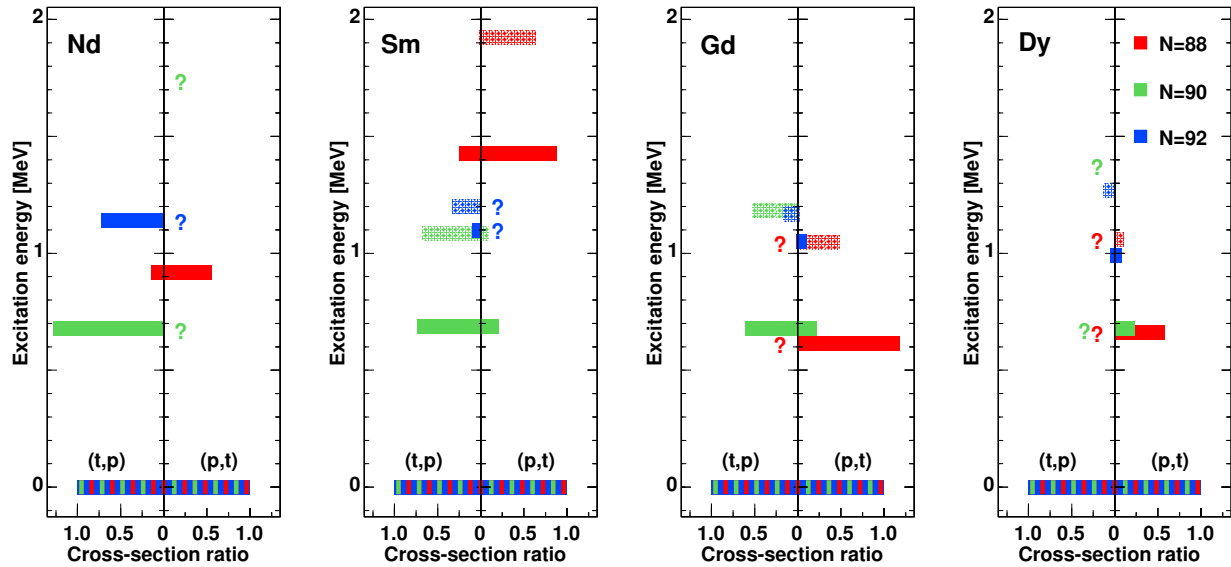 Nd
Sm
Gd
Dy
N=88
N=90
N=92
Excitation energy [MeV]
2
1
0
?
?
?
(t,p)
(p,t)
1.0 0.5 0 0.5 1.0
Cross-section ratio
Excitation energy [MeV]
2
1
0
?
?
(t,p)
(p,t)
1.0 0.5 0 0.5 1.0
Cross-section ratio
Excitation energy [MeV]
2
1
0
?
?
(t,p)
(p,t)
1.0 0.5 0 0.5 1.0
Cross-section ratio
Excitation energy [MeV]
2
1
0
?
?
??
(t,p)
(p,t)
1.0 0.5 0 0.5 1.0
Cross-section ratio